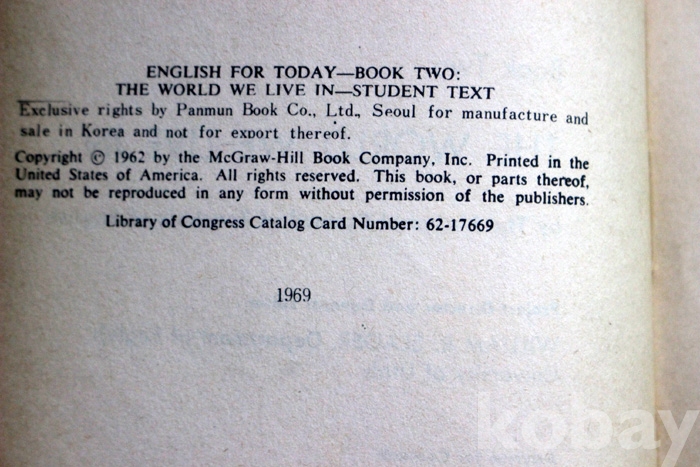 ENGLISH FOR TODAY—BOOK TWO:
THE WORLD WE LIVE IN—STUDENT TEXT
Exclusive rights by Panmun Book Co., Ltd., Seoul for manufacture and
sale in Korea and not for export thereof.
Copyright © 1962 by the McGraw-Hill Book Company, Inc. Printed in the
United States of America. All rights reserved. This book, or parts thereof,
may not be reproduced in any form without permission of the publishers.
Library of Congress Catalog Card Number: 62-17669
1969
kobay